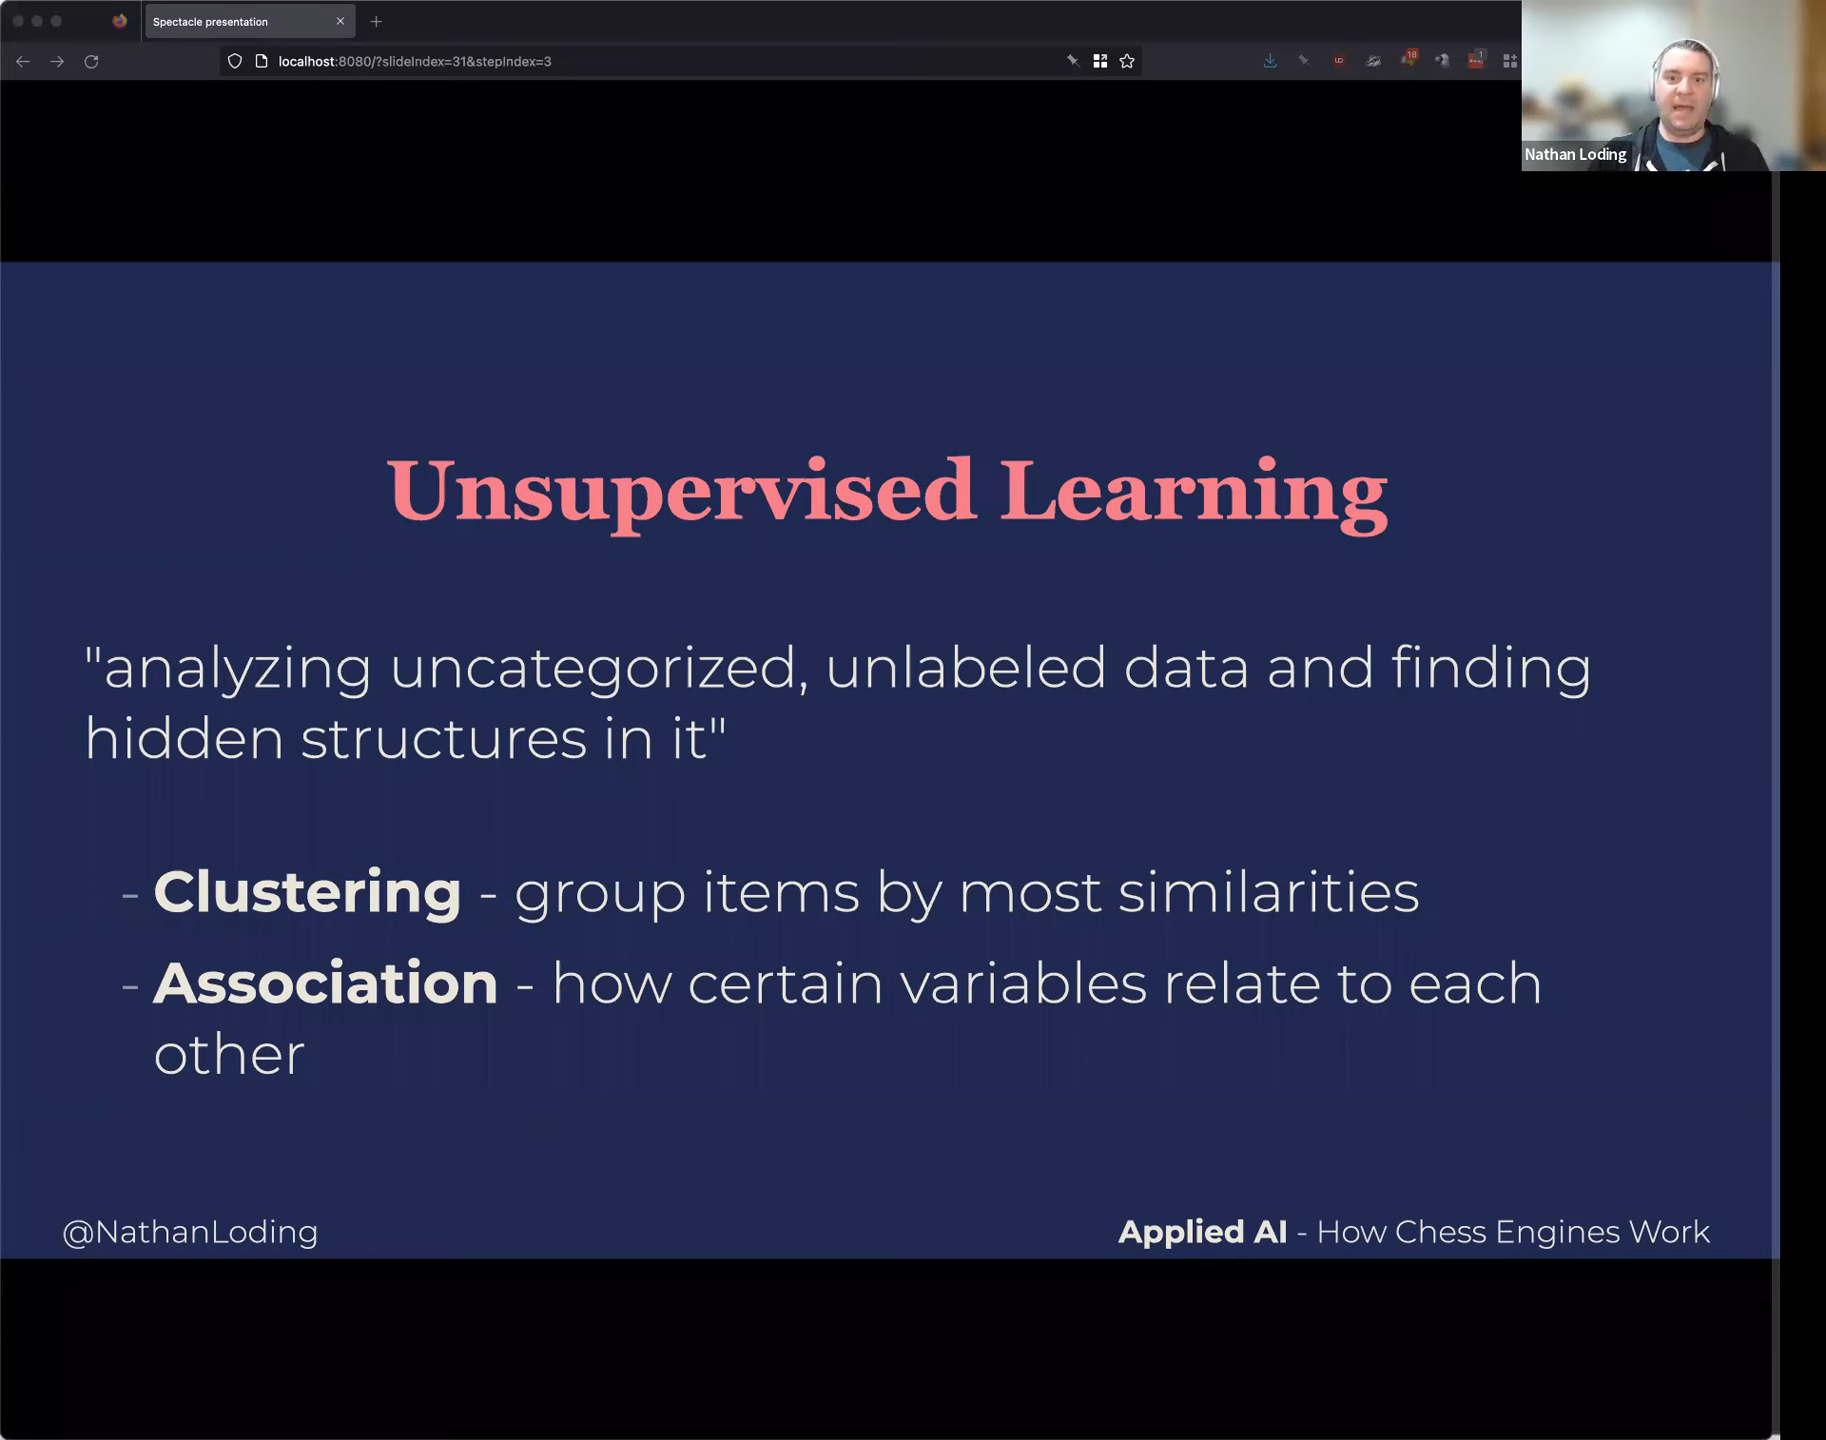 Spectacle presentation
localhost:8080/?slideIndex=31&stepIndex=3
18
1
Nathan Loding
Unsupervised Learning
"analyzing uncategorized, unlabeled data and finding
hidden structures in it"
- Clustering - group items by most similarities
- Association - how certain variables relate to each
other
@NathanLoding
Applied AI - How Chess Engines Work